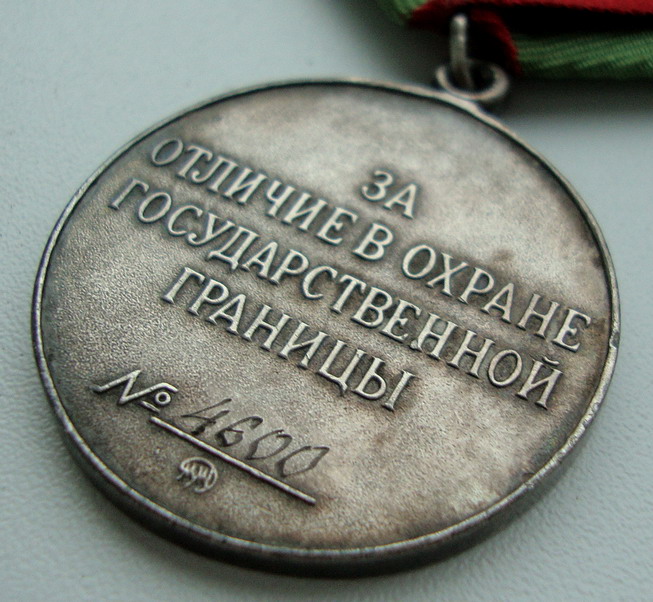 ЗА
ОТЛИЧИЕ В ОХРАНЕ
ГОСУДАРСТВЕННОЙ
ГРАНИЦЫ
№ 4600